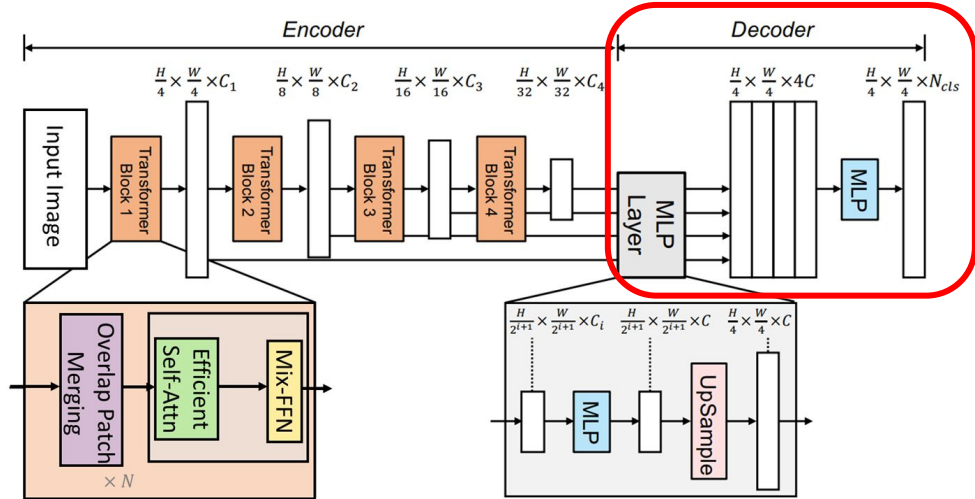 Encoder
Decoder
H/4 × W/4 ×C₁
H/8 × W/8 ×C₂
H/16 × W/16 ×C₃
H/32 × W/32 ×C₄
H/4 × W/4 ×4C
H/4 × W/4 ×N_cls
Input Image
Transformer
Block 1
Transformer
Block 2
Transformer
Block 3
Transformer
Block 4
MLP
Layer
MLP
Overlap Patch
Merging
Efficient
Self-Attn
Mix-FFN
× N
H/2^{i+1} × W/2^{i+1} ×C_i
H/2^{i+1} × W/2^{i+1} ×C
H/4 × W/4 ×C
MLP
UpSample